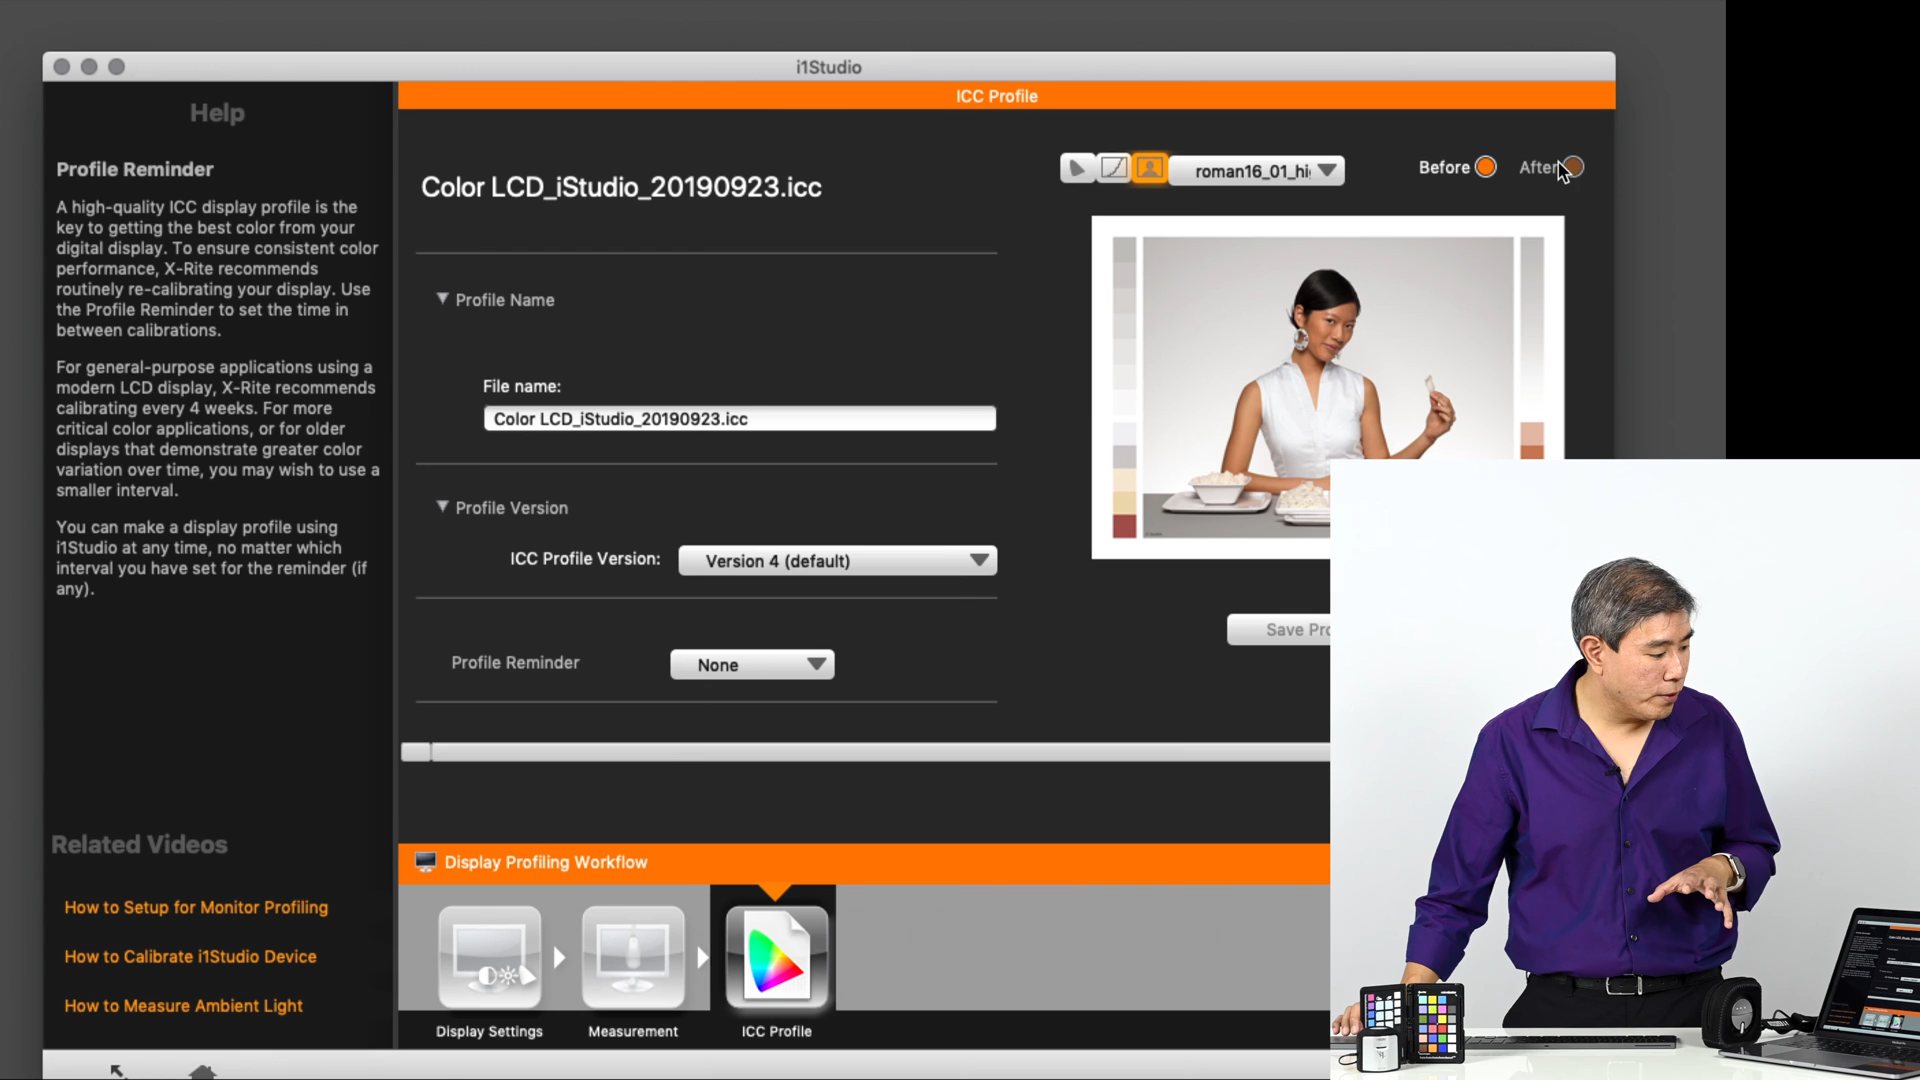 i1Studio
Help
Profile Reminder
A high-quality ICC display profile is the
key to getting the best color from your
digital display. To ensure consistent color
performance, X-Rite recommends
routinely re-calibrating your display. Use
the Profile Reminder to set the time in
between calibrations.
For general-purpose applications using a
modern LCD display, X-Rite recommends
calibrating every 4 weeks. For more
critical color applications, or for older
displays that demonstrate greater color
variation over time, you may wish to use a
smaller interval.
You can make a display profile using
i1Studio at any time, no matter which
interval you have set for the reminder (if
any).
Related Videos
How to Setup for Monitor Profiling
How to Calibrate i1Studio Device
How to Measure Ambient Light
ICC Profile
Color LCD_iStudio_20190923.icc
roman16_01_hi
Before
After
Profile Name
File name:
Color LCD_iStudio_20190923.icc
Profile Version
ICC Profile Version:
Version 4 (default)
Profile Reminder
None
Save Pro
Display Profiling Workflow
Display Settings
Measurement
ICC Profile